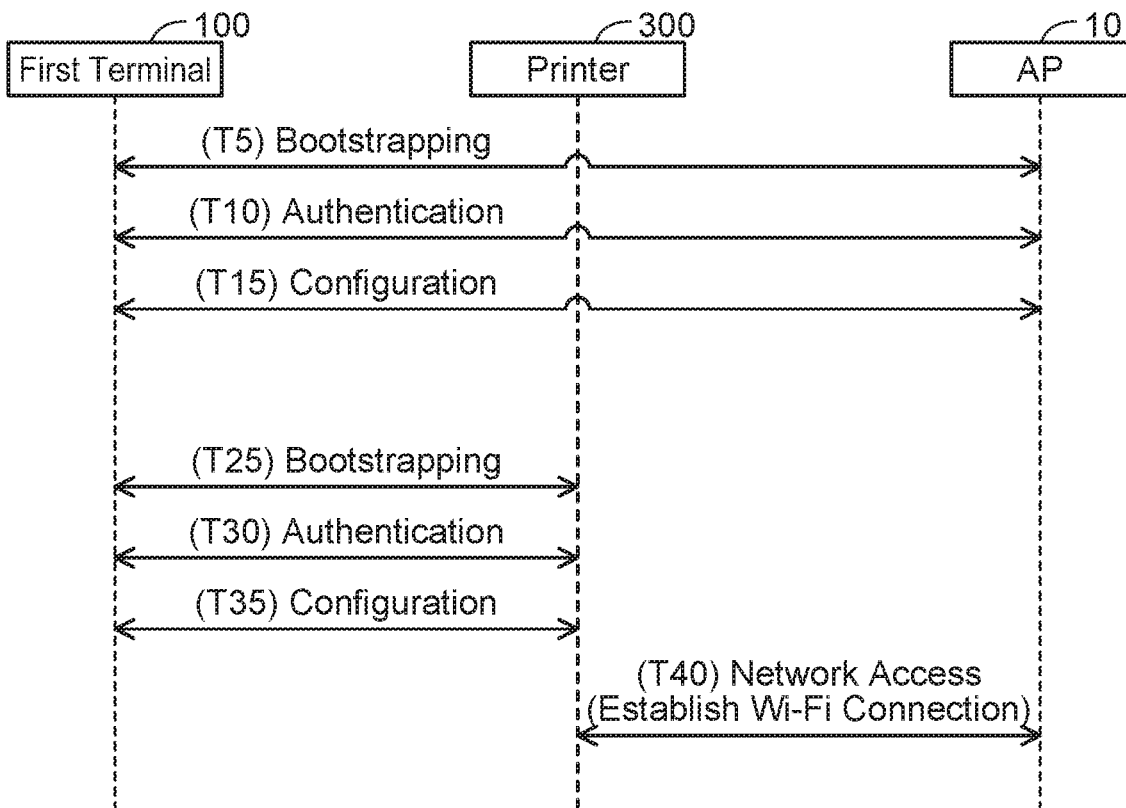 100
300
10
First Terminal
Printer
AP
(T5) Bootstrapping
(T10) Authentication
(T15) Configuration
(T25) Bootstrapping
(T30) Authentication
(T35) Configuration
(T40) Network Access
(Establish Wi-Fi Connection)